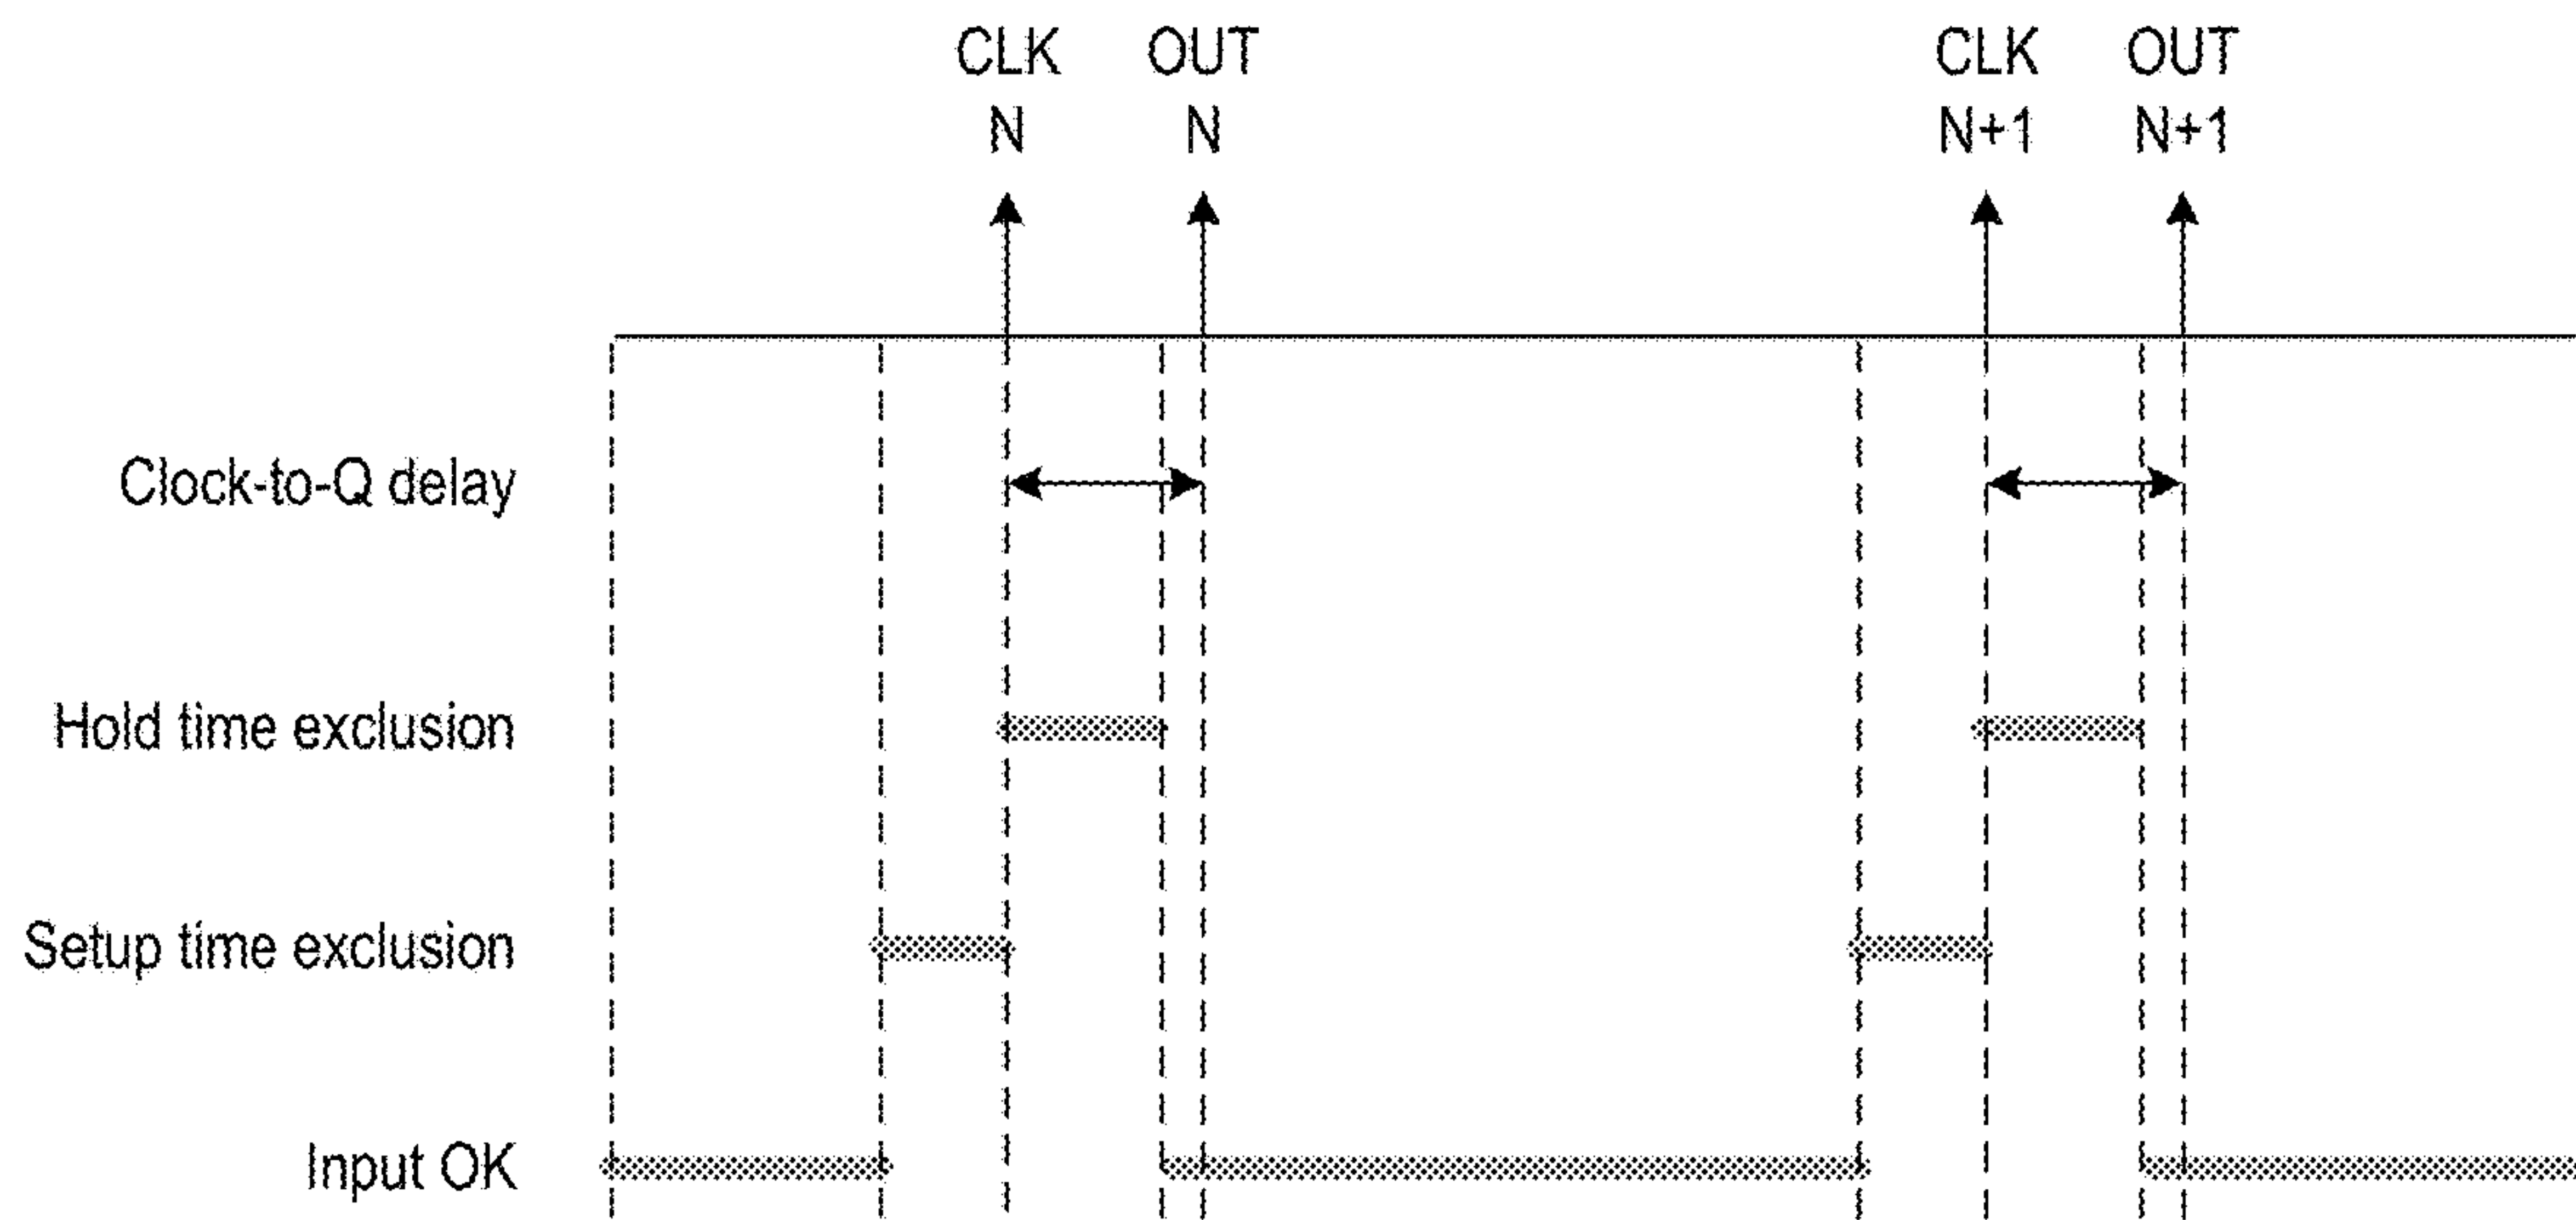 CLK OUT CLK OUT
N N N+1 N+1
Clock-to-Q delay
Hold time exclusion
Setup time exclusion
Input OK